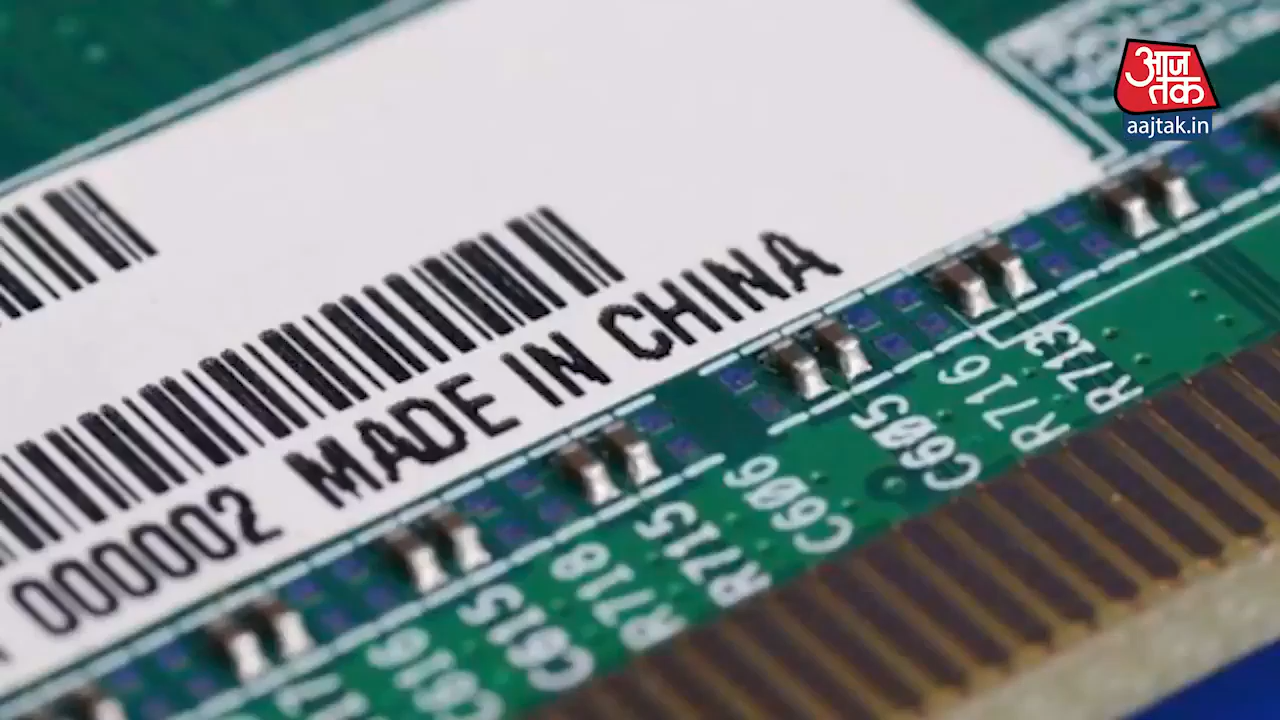 आज
तक
aajtak.in
000002 MADE IN CHINA
R713
R716
C605
C606
R715
R718
C615
C616